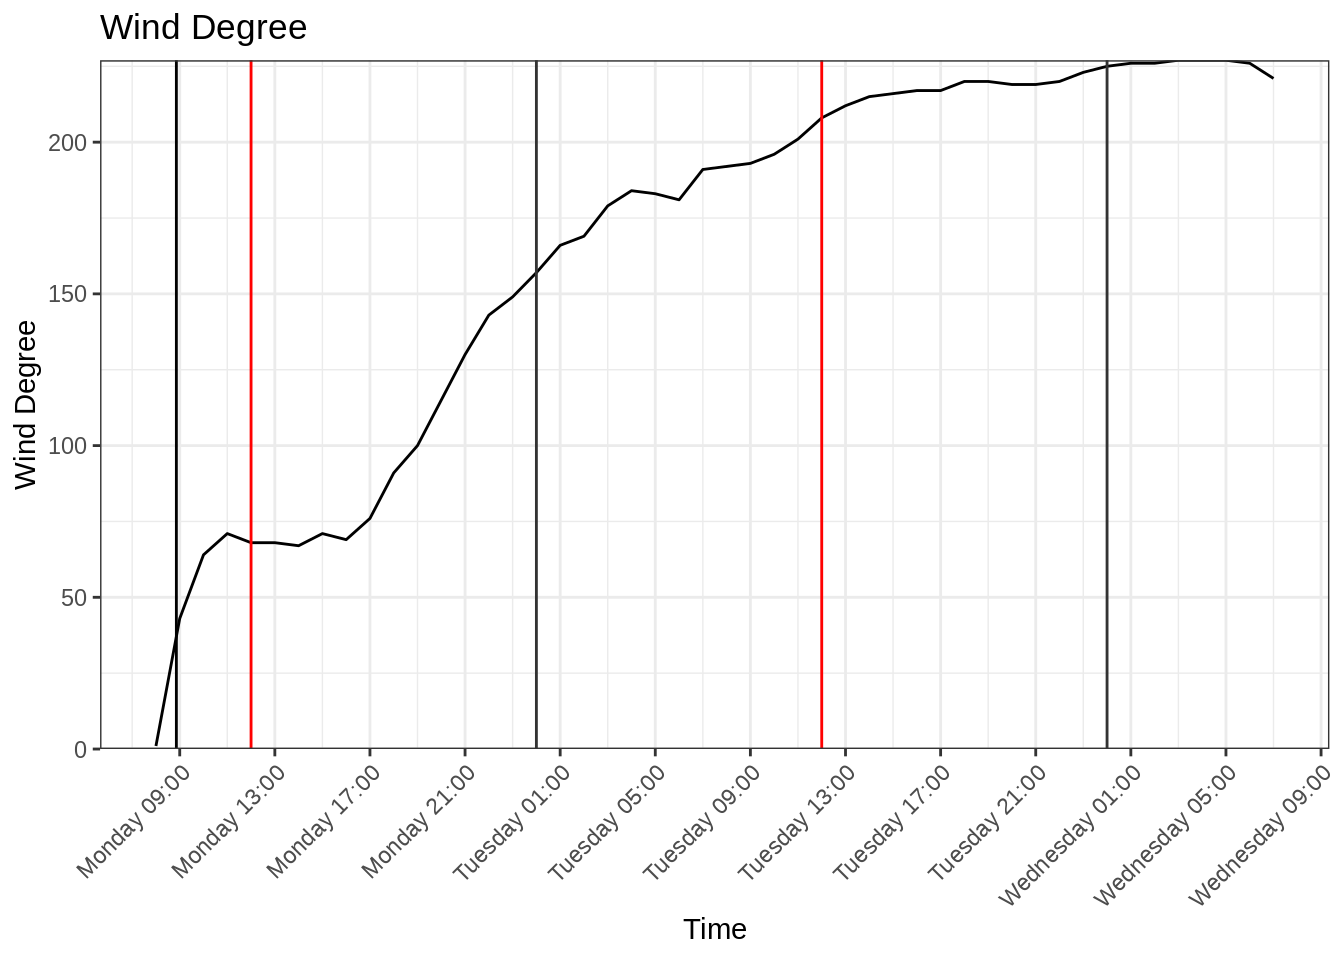 Wind Degree
Wind Degree
200
150
100
50
0
Monday 09:00
Monday 13:00
Monday 17:00
Monday 21:00
Tuesday 01:00
Tuesday 05:00
Tuesday 09:00
Tuesday 13:00
Tuesday 17:00
Tuesday 21:00
Wednesday 01:00
Wednesday 05:00
Wednesday 09:00
Time